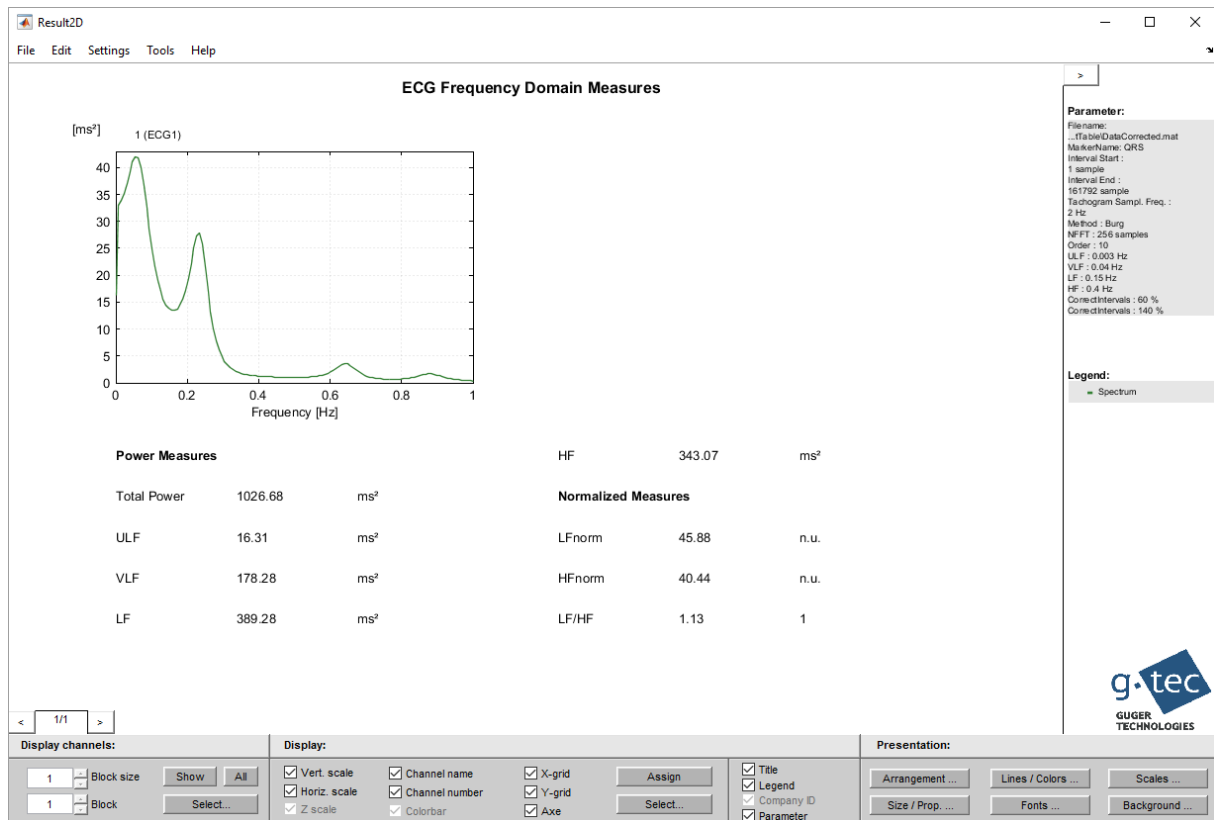 Result2D
File Edit Settings Tools Help
ECG Frequency Domain Measures
[ms²] 1 (ECG1)
40
35
30
25
20
15
10
5
0
0 0.2 0.4 0.6 0.8 1
Frequency [Hz]
Power Measures
Total Power 1026.68 ms²
ULF 16.31 ms²
VLF 178.28 ms²
LF 389.28 ms²
HF 343.07 ms²
Normalized Measures
LFnorm 45.88 n.u.
HFnorm 40.44 n.u.
LF/HF 1.13 1
>
Parameter:
Filename:
...tTable\DataCorrected.mat
MarkerName: QRS
Interval Start :
1 sample
Interval End :
161792 sample
Tachogram Sampl. Freq. :
2 Hz
Method : Burg
NFFT : 256 samples
Order : 10
ULF : 0.003 Hz
VLF : 0.04 Hz
LF : 0.15 Hz
HF : 0.4 Hz
CorrectIntervals : 60 %
CorrectIntervals : 140 %
Legend:
Spectrum
g.tec
GUGER
TECHNOLOGIES
< 1/1 >
Display channels:
1 Block size Show All
1 Block Select...
Display:
Vert. scale Channel name X-grid Assign
Horiz. scale Channel number Y-grid
Z scale Colorbar Axe Select...
Title
Legend
Company ID
Parameter
Presentation:
Arrangement ... Lines / Colors ... Scales ...
Size / Prop. ... Fonts ... Background ...